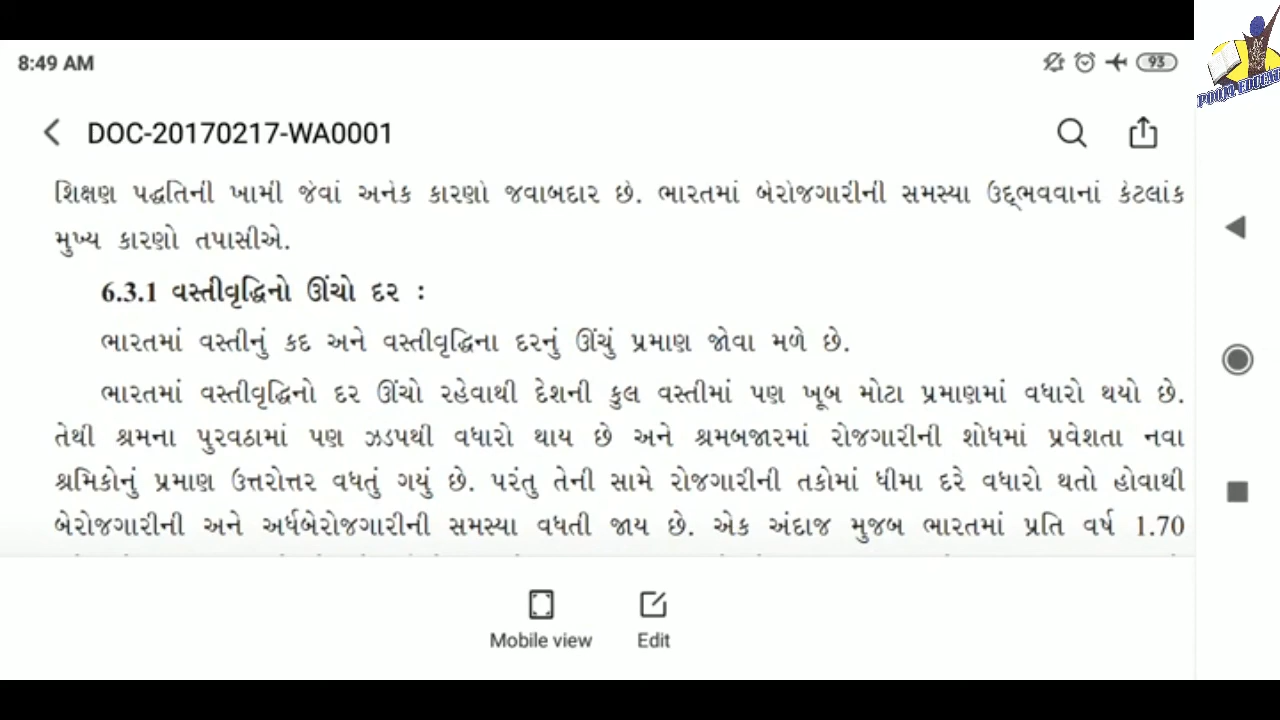 8:49 AM
93
DOC-20170217-WA0001
શિક્ષણ પદ્ધતિની ખામી જેવાં અનેક કારણો જવાબદાર છે. ભારતમાં બેરોજગારીની સમસ્યા ઉદ્ભવવાનાં કેટલાંક
મુખ્ય કારણો તપાસીએ.
6.3.1 વસ્તીવૃદ્ધિનો ઊંચો દર :
ભારતમાં વસ્તીનું કદ અને વસ્તીવૃદ્ધિના દરનું ઊંચું પ્રમાણ જોવા મળે છે.
ભારતમાં વસ્તીવૃદ્ધિનો દર ઊંચો રહેવાથી દેશની કુલ વસ્તીમાં પણ ખૂબ મોટા પ્રમાણમાં વધારો થયો છે.
તેથી શ્રમના પુરવઠામાં પણ ઝડપથી વધારો થાય છે અને શ્રમબજારમાં રોજગારીની શોધમાં પ્રવેશતા નવા
શ્રમિકોનું પ્રમાણ ઉત્તરોત્તર વધતું ગયું છે. પરંતુ તેની સામે રોજગારીની તકોમાં ધીમા દરે વધારો થતો હોવાથી
બેરોજગારીની અને અર્ધબેરોજગારીની સમસ્યા વધતી જાય છે. એક અંદાજ મુજબ ભારતમાં પ્રતિ વર્ષ 1.70
Mobile view
Edit